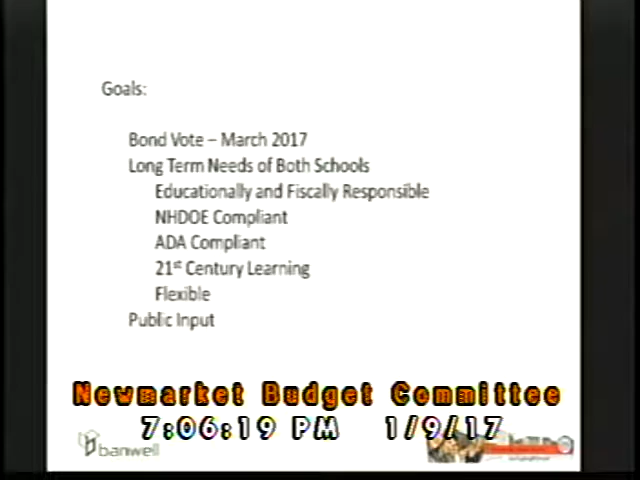 Goals:
Bond Vote – March 2017
Long Term Needs of Both Schools
Educationally and Fiscally Responsible
NHDOE Compliant
ADA Compliant
21st Century Learning
Flexible
Public Input
Newmarket Budget Committee
7:06:19 PM 1/9/17
banwell